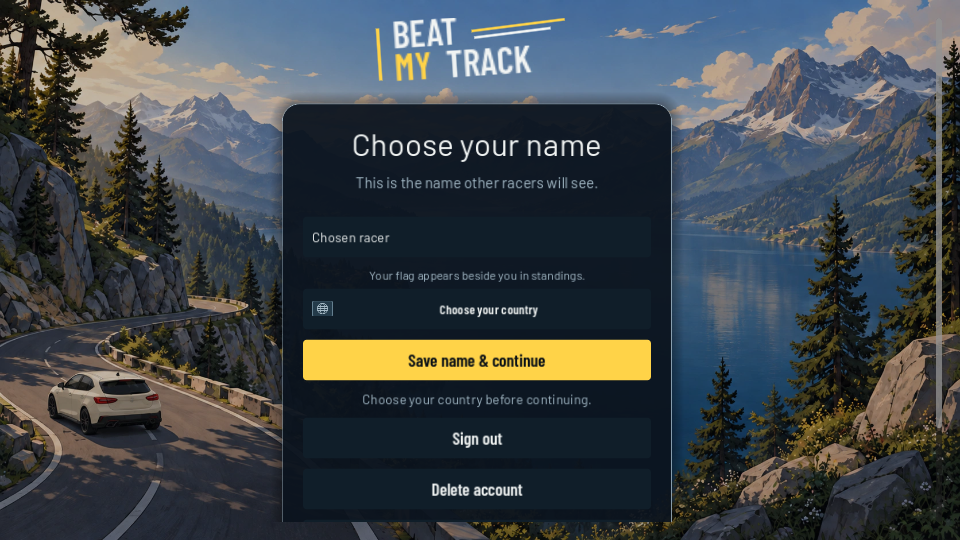 BEAT
MY TRACK
Choose your name
This is the name other racers will see.
Chosen racer
Your flag appears beside you in standings.
Choose your country
Save name & continue
Choose your country before continuing.
Sign out
Delete account